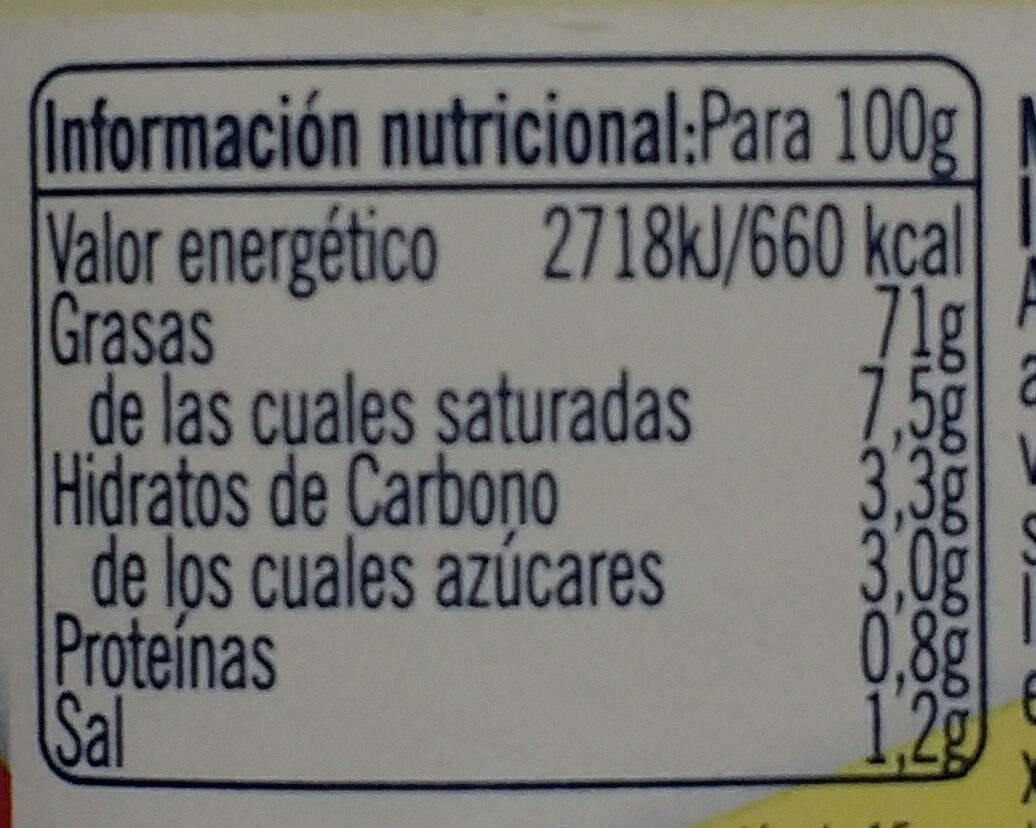 Información nutricional:Para 100g
Valor energético 2718kJ/660 kcal
Grasas 71g
de las cuales saturadas 7,5g
Hidratos de Carbono 3,3g
de los cuales azúcares 3,0g
Proteínas 0,8g
Sal 1,2g